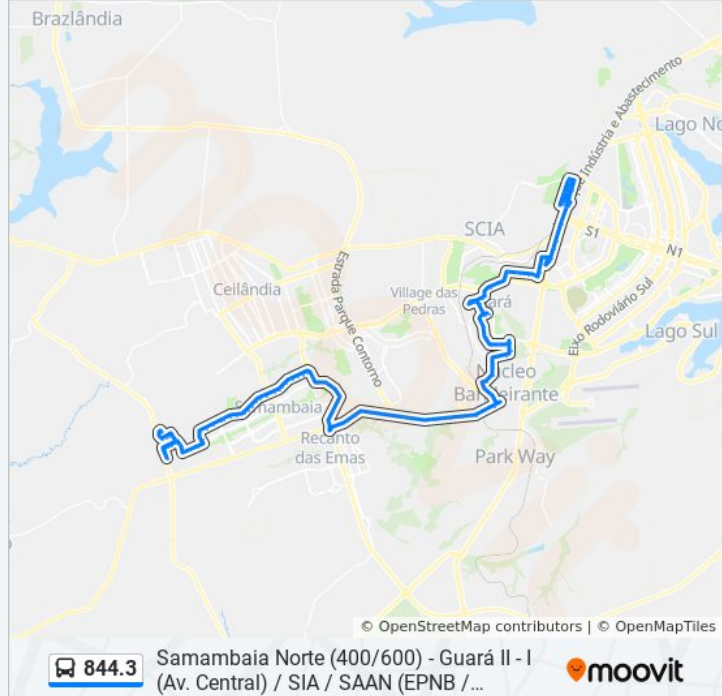 Brazlândia
Lago No
Indústria e Abastecimento
SCIA
S1
N1
Estrada Parque Contorno
Ceilândia
Village das
Pedras
ará
Eixo Rodoviário Sul
Lago Sul
Núcleo
Bandeirante
Samambaia
Recanto
das Emas
Park Way
© OpenStreetMap contributors | © OpenMapTiles
844.3
Samambaia Norte (400/600) - Guará II - I
(Av. Central) / SIA / SAAN (EPNB /...
moovit